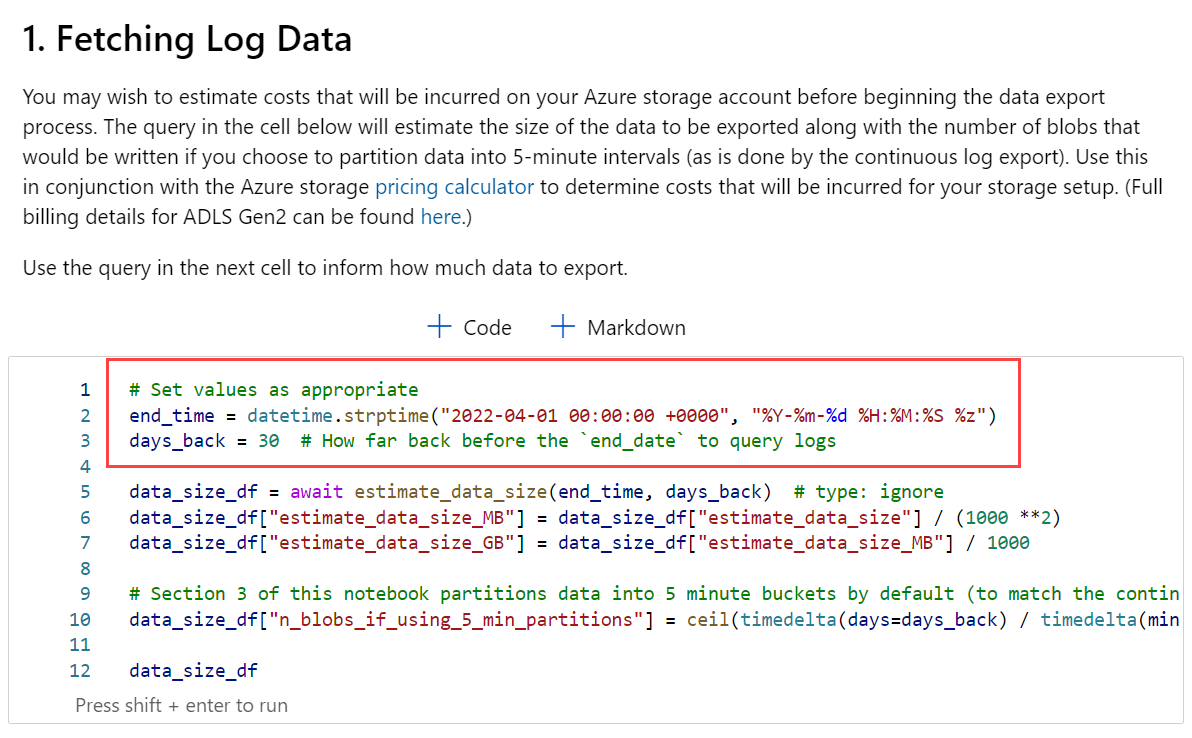 1. Fetching Log Data
You may wish to estimate costs that will be incurred on your Azure storage account before beginning the data export
process. The query in the cell below will estimate the size of the data to be exported along with the number of blobs that
would be written if you choose to partition data into 5-minute intervals (as is done by the continuous log export). Use this
in conjunction with the Azure storage pricing calculator to determine costs that will be incurred for your storage setup. (Full
billing details for ADLS Gen2 can be found here.)
Use the query in the next cell to inform how much data to export.
+ Code + Markdown
1 # Set values as appropriate
2 end_time = datetime.strptime("2022-04-01 00:00:00 +0000", "%Y-%m-%d %H:%M:%S %z")
3 days_back = 30  # How far back before the `end_date` to query logs
4
5 data_size_df = await estimate_data_size(end_time, days_back)  # type: ignore
6 data_size_df["estimate_data_size_MB"] = data_size_df["estimate_data_size"] / (1000 **2)
7 data_size_df["estimate_data_size_GB"] = data_size_df["estimate_data_size_MB"] / 1000
8
9 # Section 3 of this notebook partitions data into 5 minute buckets by default (to match the contin
10 data_size_df["n_blobs_if_using_5_min_partitions"] = ceil(timedelta(days=days_back) / timedelta(min
11
12 data_size_df
Press shift + enter to run